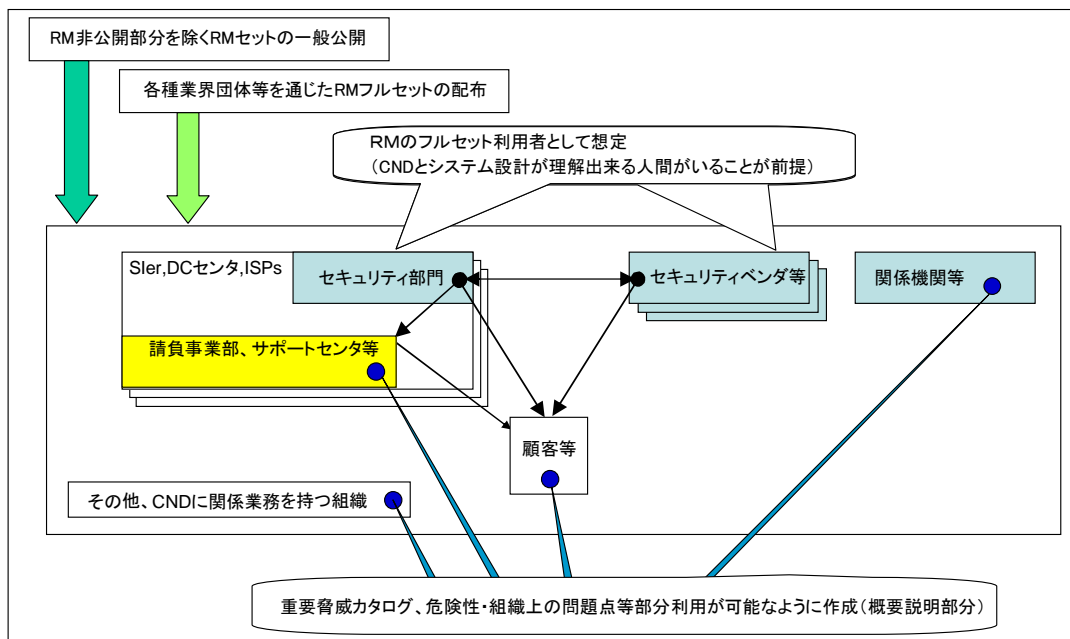 RM非公開部分を除くRMセットの一般公開
各種業界団体等を通じたRMフルセットの配布
RMのフルセット利用者として想定
（CNDとシステム設計が理解出来る人間がいることが前提）
SIer,DCセンタ,ISPs
セキュリティ部門
セキュリティベンダ等
関係機関等
請負事業部、サポートセンタ等
顧客等
その他、CNDに関係業務を持つ組織
重要脅威カタログ、危険性・組織上の問題点等部分利用が可能なように作成（概要説明部分）